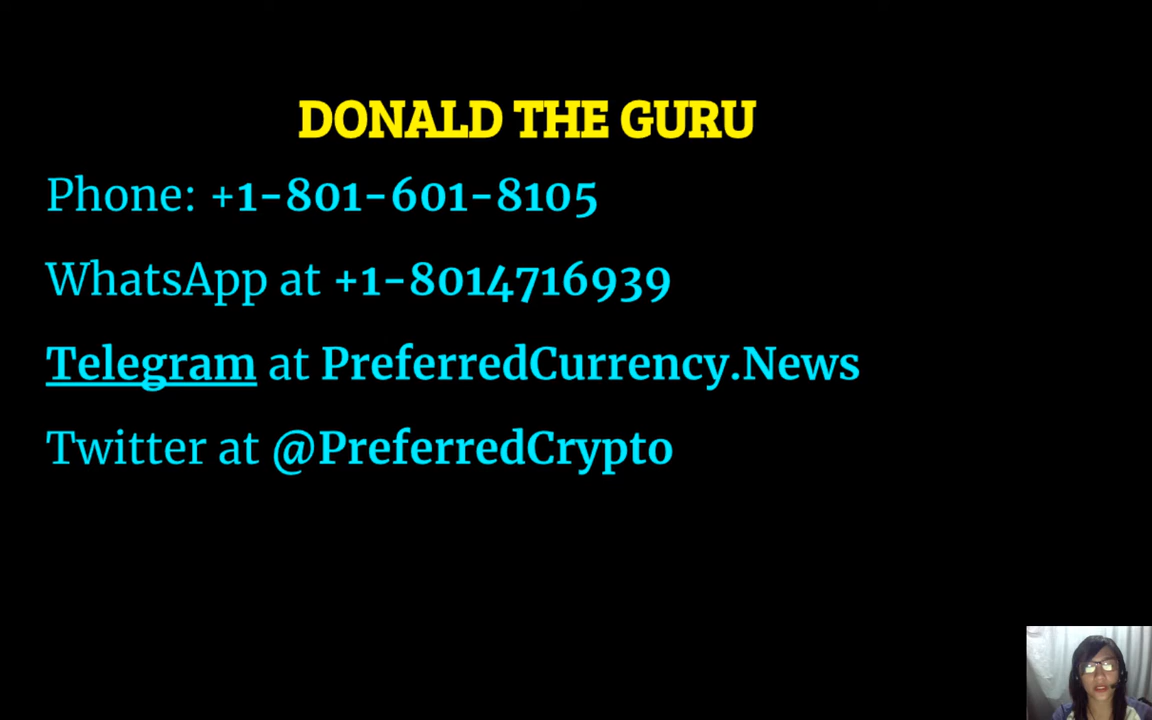 DONALD THE GURU
Phone: +1-801-601-8105
WhatsApp at +1-8014716939
Telegram at PreferredCurrency.News
Twitter at @PreferredCrypto